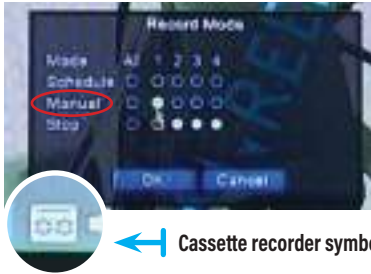 Record Mode
Mode All 1 2 3 4
Schedule
Manual
Stop
OK Cancel
Cassette recorder symbo